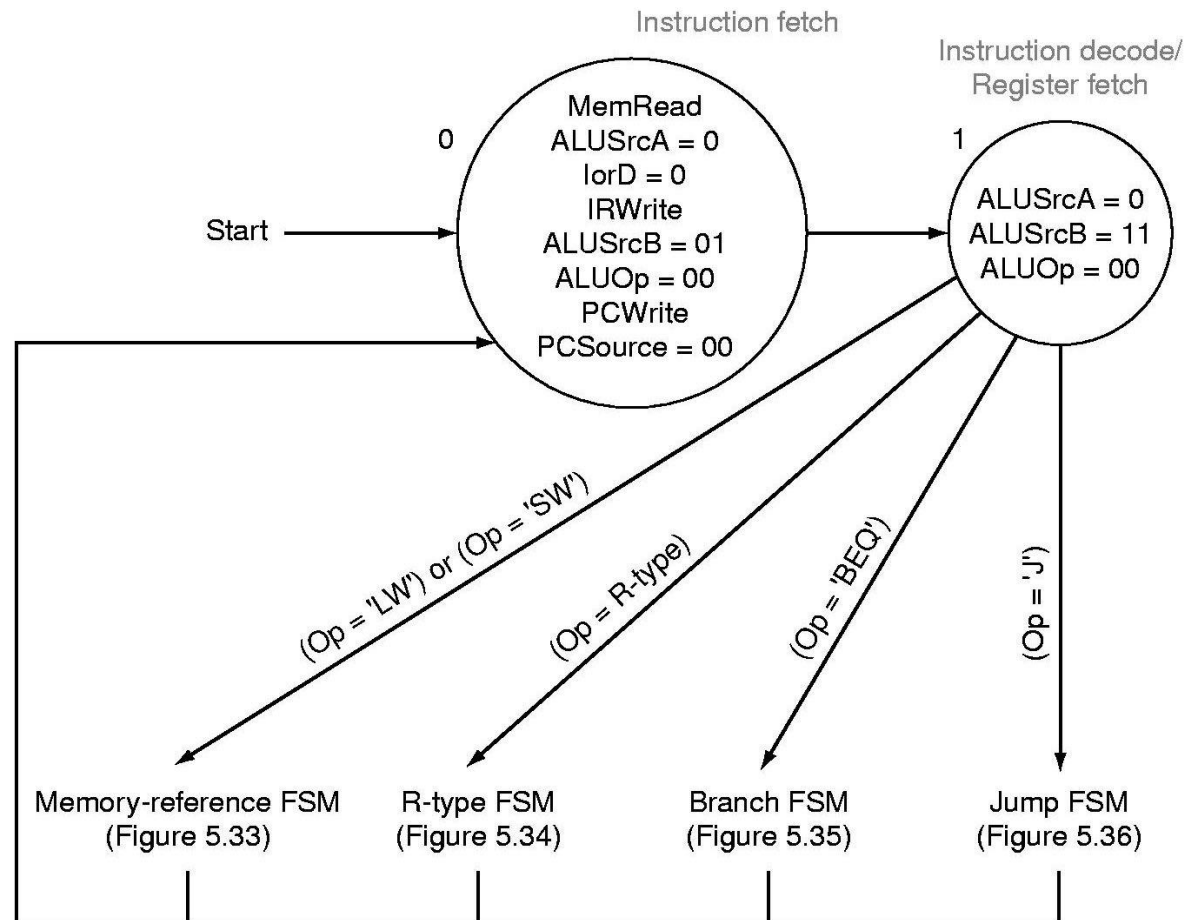 Instruction fetch
Instruction decode/
Register fetch
0
MemRead
ALUSrcA = 0
IorD = 0
IRWrite
ALUSrcB = 01
ALUOp = 00
PCWrite
PCSource = 00
Start
1
ALUSrcA = 0
ALUSrcB = 11
ALUOp = 00
(Op = 'LW') or (Op = 'SW')
(Op = R-type)
(Op = 'BEQ')
(Op = 'J')
Memory-reference FSM
(Figure 5.33)
R-type FSM
(Figure 5.34)
Branch FSM
(Figure 5.35)
Jump FSM
(Figure 5.36)